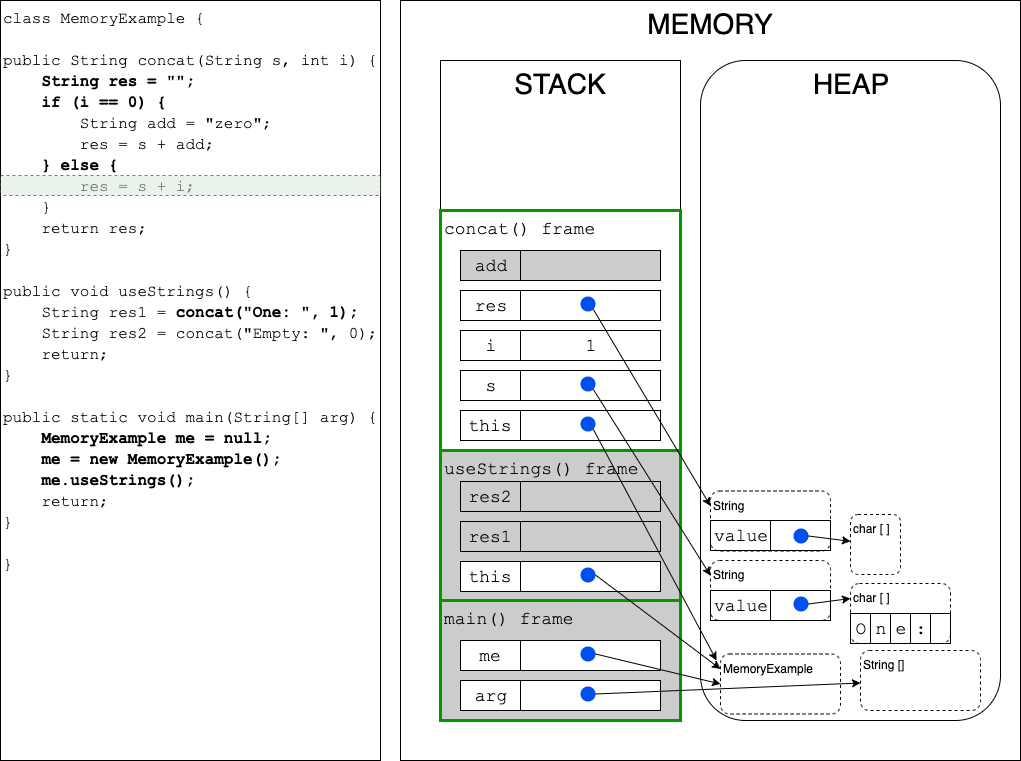 class MemoryExample {
public String concat(String s, int i) {
String res = "";
if (i == 0) {
String add = "zero";
res = s + add;
} else {
res = s + i;
}
return res;
}
public void useStrings() {
String res1 = concat("One: ", 1);
String res2 = concat("Empty: ", 0);
return;
}
public static void main(String[] arg) {
MemoryExample me = null;
me = new MemoryExample();
me.useStrings();
return;
}
}
MEMORY
STACK
concat() frame
add
res
i 1
s
this
useStrings() frame
res2
res1
this
main() frame
me
arg
HEAP
String
value
char [ ]
String
value
char [ ]
O n e :
MemoryExample
String []